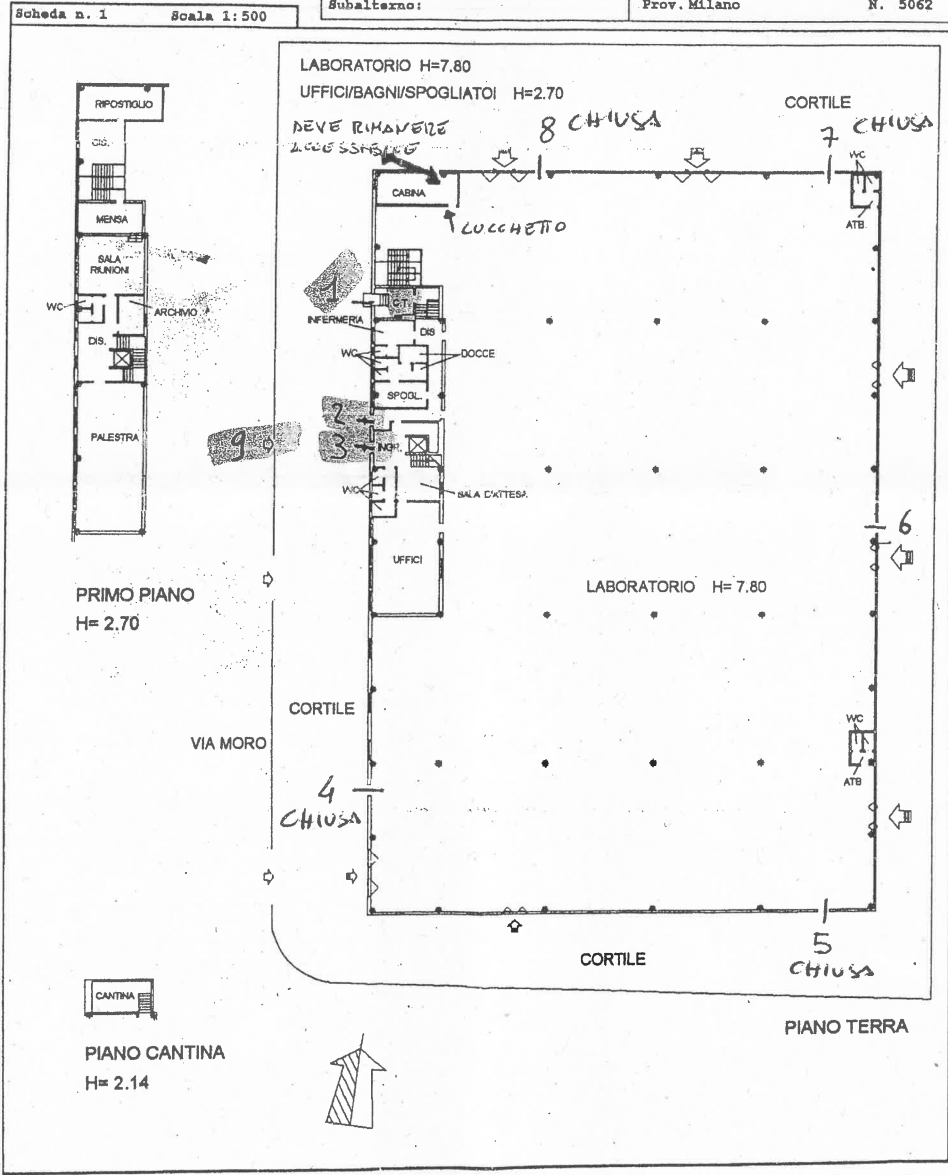 Scheda n. 1 Scala 1:500
Subalterno:
Prov. Milano N. 5062
LABORATORIO H=7.80
UFFICI/BAGNI/SPOGLIATOI H=2.70
DEVE RIMANERE
ACCESSIBILE
8 CHIUSA
CORTILE
7 CHIUSA
WC
ATB
CABINA
LUCCHETTO
RIPOSTIGLIO
DIS.
MENSA
SALA
RIUNIONI
WC
ARCHIVIO
DIS.
PALESTRA
PRIMO PIANO
H= 2.70
1
C.T.
INFERMERIA
DIS
WC
DOCCE
SPOGL.
2
9
3
INGR.
WC
SALA D'ATTESA
UFFICI
6
LABORATORIO H= 7.80
CORTILE
VIA MORO
WC
ATB
4
CHIUSA
CORTILE
5
CHIUSA
CANTINA
PIANO CANTINA
H= 2.14
PIANO TERRA